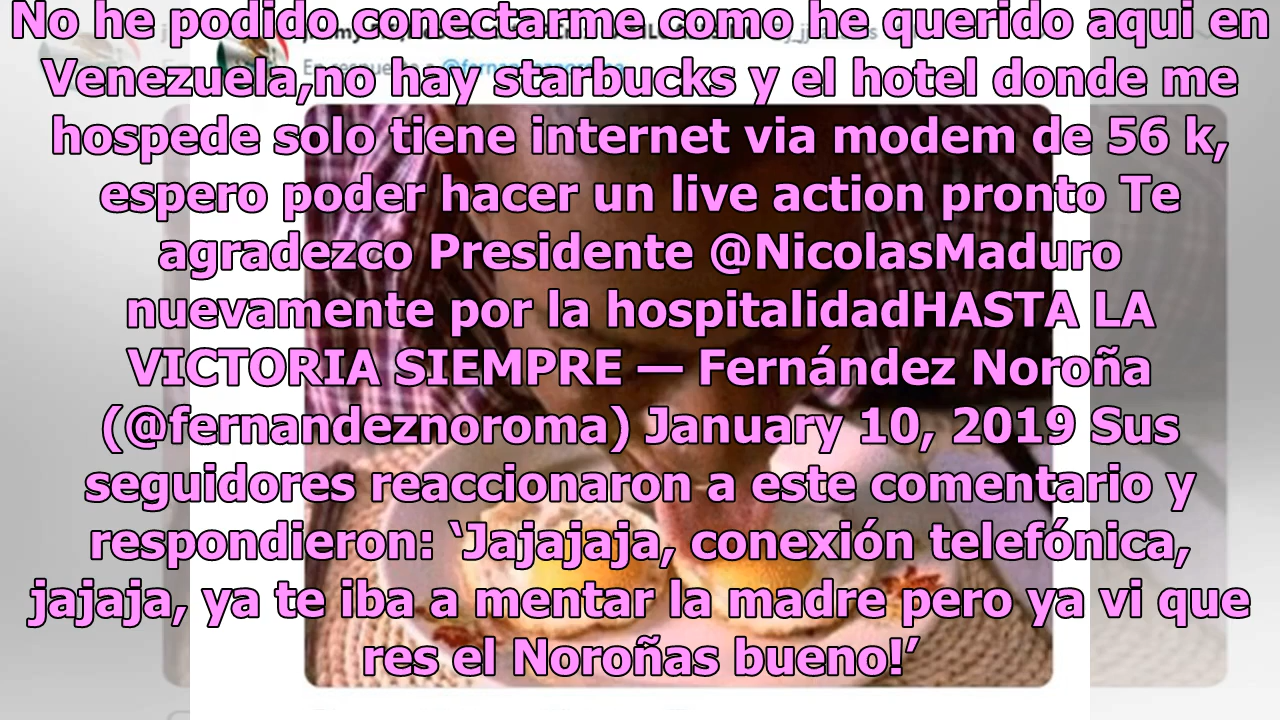 No he podido conectarme como he querido aqui en
Venezuela,no hay starbucks y el hotel donde me
hospede solo tiene internet via modem de 56 k,
espero poder hacer un live action pronto Te
agradezco Presidente @NicolasMaduro
nuevamente por la hospitalidadHASTA LA
VICTORIA SIEMPRE — Fernández Noroña
(@fernandeznoroma) January 10, 2019 Sus
seguidores reaccionaron a este comentario y
respondieron: ‘Jajajaja, conexión telefónica,
jajaja, ya te iba a mentar la madre pero ya vi que
res el Noroñas bueno!’